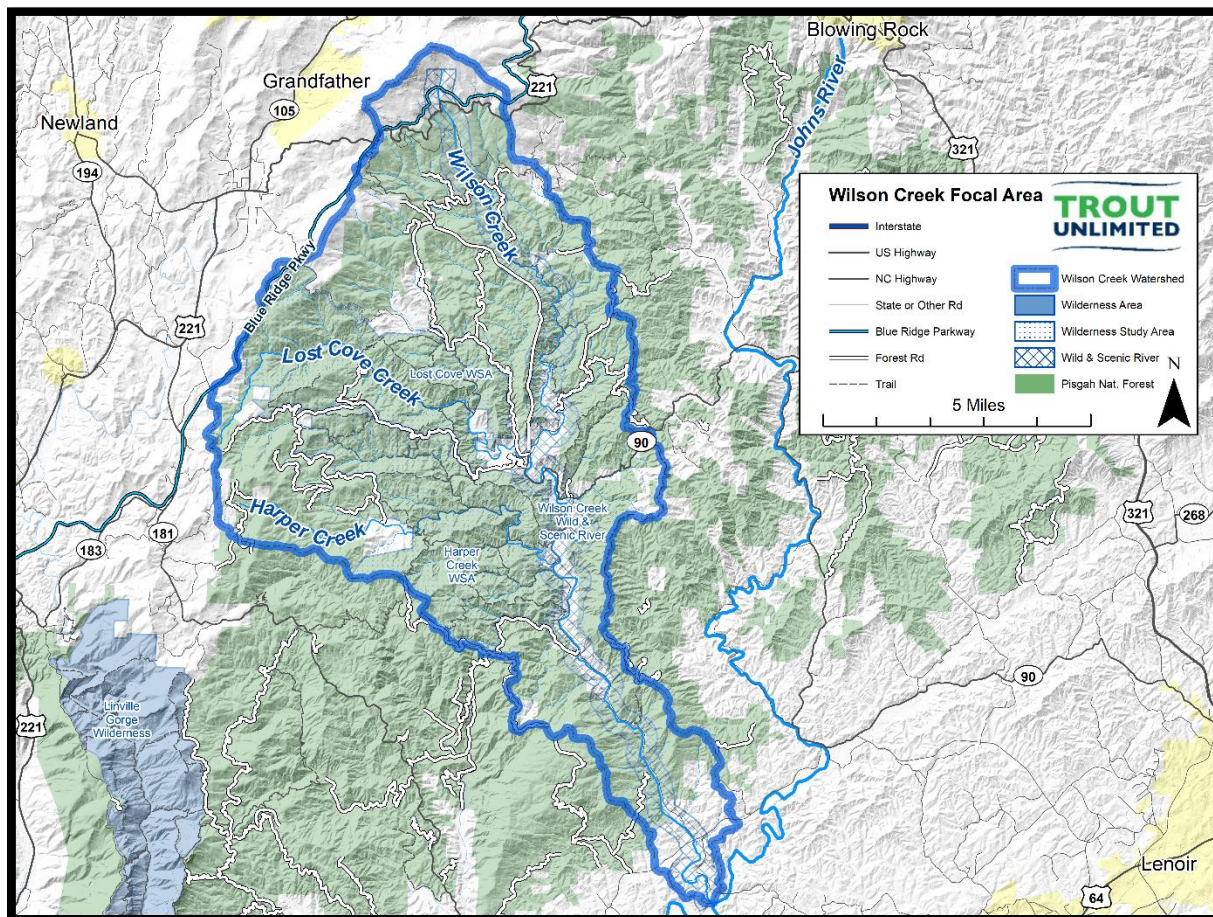 Blowing Rock
Grandfather
221
105
Newland
Johns River
321
194
Wilson Creek
Wilson Creek Focal Area
TROUT
UNLIMITED
Interstate
US Highway
NC Highway
State or Other Rd
Blue Ridge Parkway
Forest Rd
Trail
Wilson Creek Watershed
Wilderness Area
Wilderness Study Area
Wild & Scenic River
Pisgah Nat. Forest
N
5 Miles
Blue Ridge Pkwy
221
Lost Cove Creek
Lost Cove WSA
90
Harper Creek
Wilson Creek
Wild &
Scenic River
321
268
181
183
Harper
Creek
WSA
90
Linville
Gorge
Wilderness
221
Lenoir
64